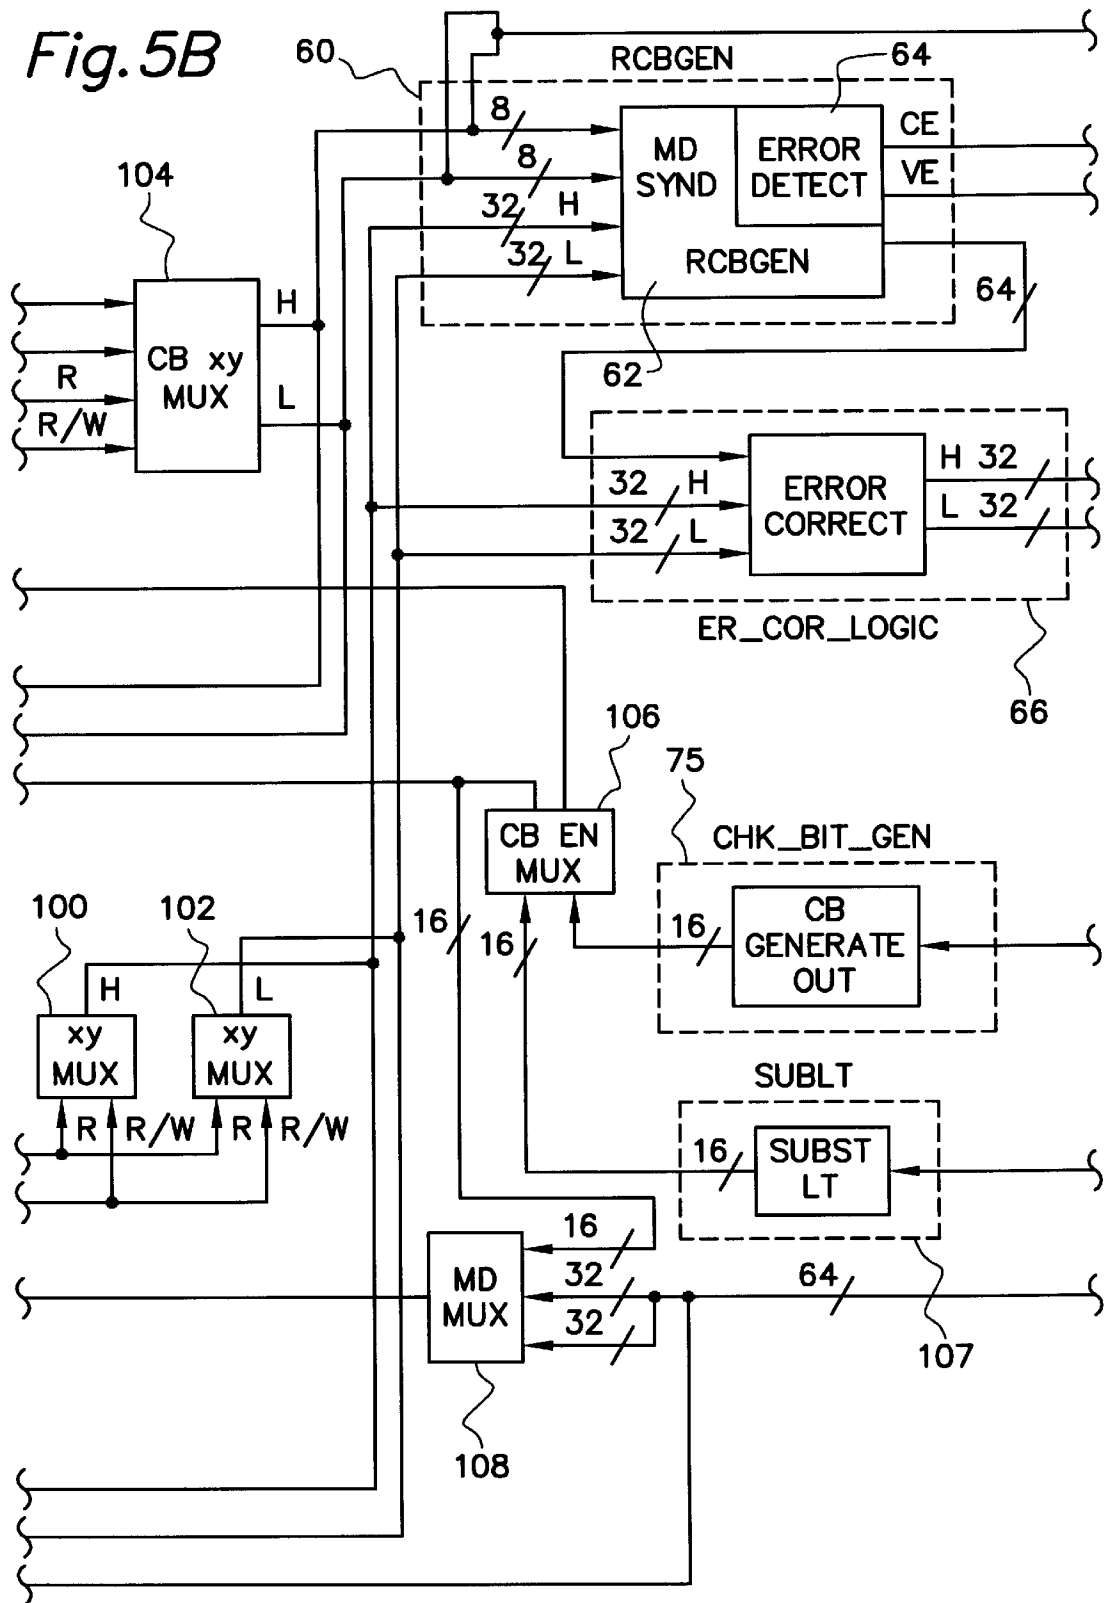 Fig.5B
60
RCBGEN
64
8
8
32 H
32 L
MD
SYND
ERROR
DETECT
RCBGEN
CE
VE
64
62
104
CB xy
MUX
H
L
R
R/W
32 H
32 L
ERROR
CORRECT
H 32
L 32
ER_COR_LOGIC
66
106
CB EN
MUX
75
CHK_BIT_GEN
16
CB
GENERATE
OUT
16
16
100
102
H
L
xy
MUX
xy
MUX
R R/W R R/W
SUBLT
16
SUBST
LT
107
MD
MUX
16
32
32
64
108